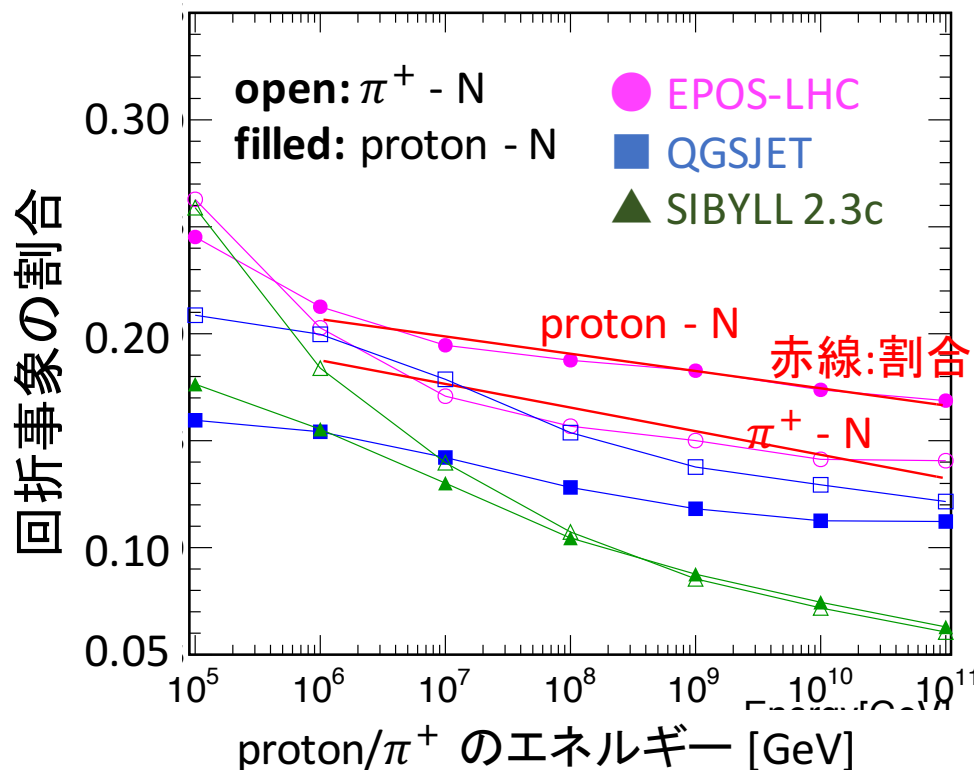 open: π⁺ - N
filled: proton - N
EPOS-LHC
QGSJET
SIBYLL 2.3c
proton - N
赤線:割合
π⁺ - N
回折事象の割合
0.30
0.20
0.10
0.05
10⁵
10⁶
10⁷
10⁸
10⁹
10¹⁰
10¹¹
Energy[GeV]
proton/π⁺ のエネルギー [GeV]